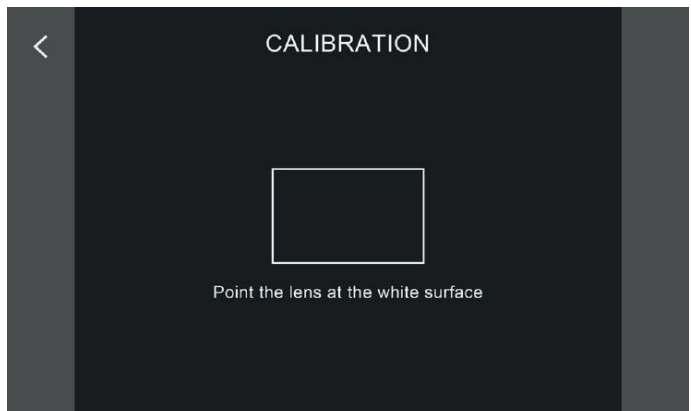 CALIBRATION
Point the lens at the white surface